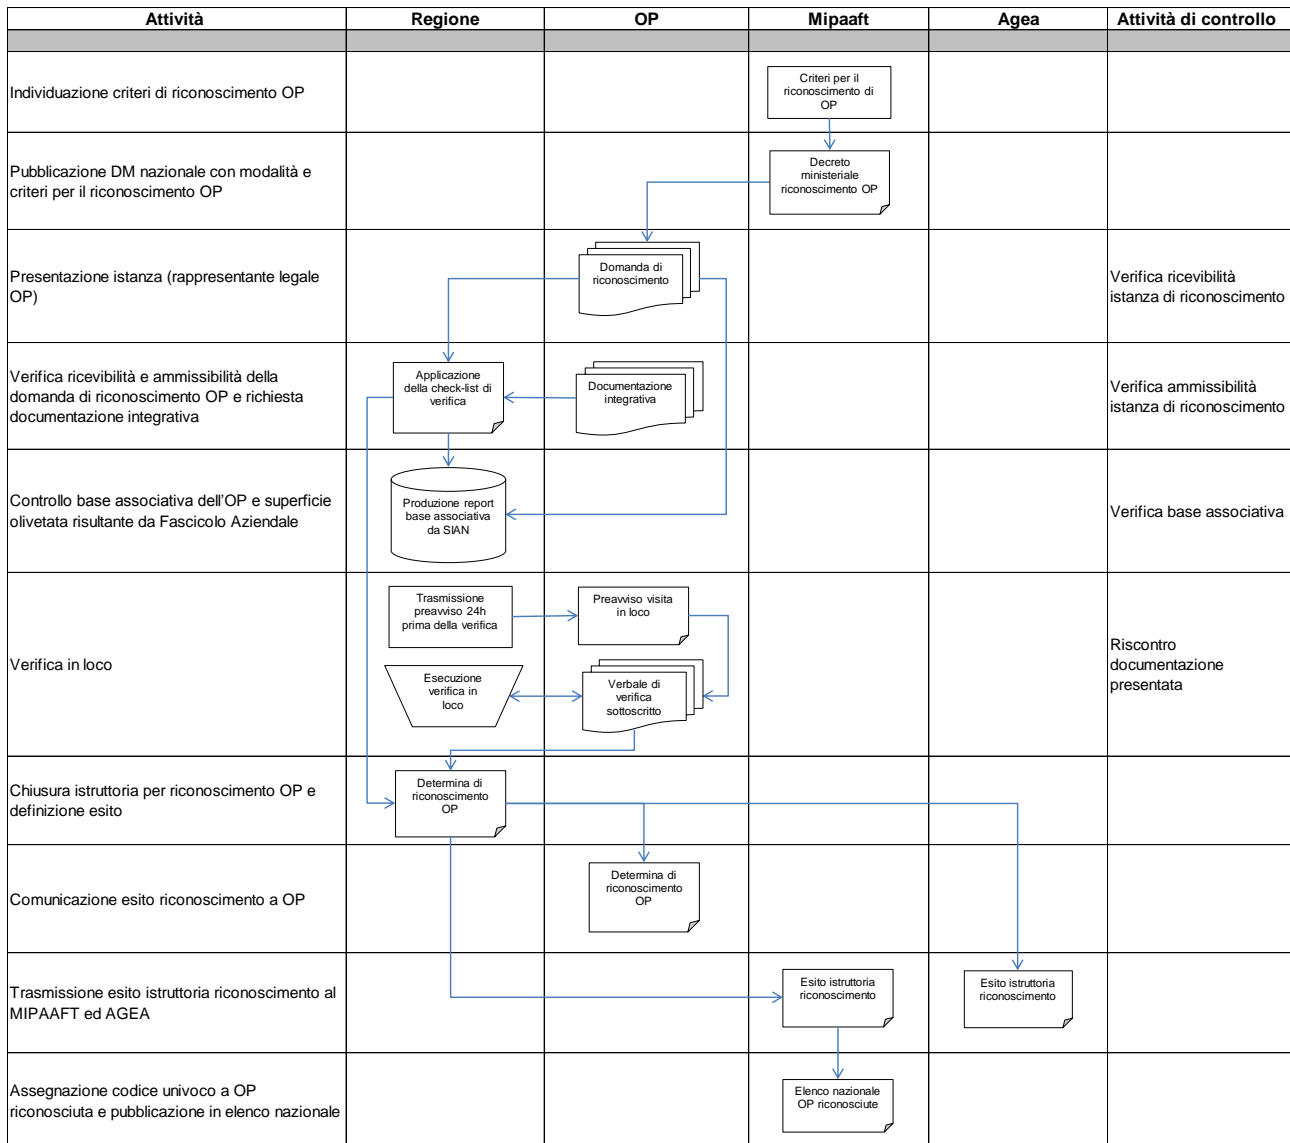 Attività
Regione
OP
Mipaaft
Agea
Attività di controllo
Individuazione criteri di riconoscimento OP
Criteri per il
riconoscimento di
OP
Pubblicazione DM nazionale con modalità e
criteri per il riconoscimento OP
Decreto
ministeriale
riconoscimento OP
Presentazione istanza (rappresentante legale
OP)
Domanda di
riconoscimento
Verifica ricevibilità
istanza di riconoscimento
Verifica ricevibilità e ammissibilità della
domanda di riconoscimento OP e richiesta
documentazione integrativa
Applicazione
della check-list di
verifica
Documentazione
integrativa
Verifica ammissibilità
istanza di riconoscimento
Controllo base associativa dell'OP e superficie
olivetata risultante da Fascicolo Aziendale
Produzione report
base associativa
da SIAN
Verifica base associativa
Verifica in loco
Trasmissione
preavviso 24h
prima della verifica
Preavviso visita
in loco
Esecuzione
verifica in
loco
Verbale di
verifica
sottoscritto
Riscontro
documentazione
presentata
Chiusura istruttoria per riconoscimento OP e
definizione esito
Determina di
riconoscimento
OP
Comunicazione esito riconoscimento a OP
Determina di
riconoscimento
OP
Trasmissione esito istruttoria riconoscimento al
MIPAAFT ed AGEA
Esito istruttoria
riconoscimento
Esito istruttoria
riconoscimento
Assegnazione codice univoco a OP
riconosciuta e pubblicazione in elenco nazionale
Elenco nazionale
OP riconosciute